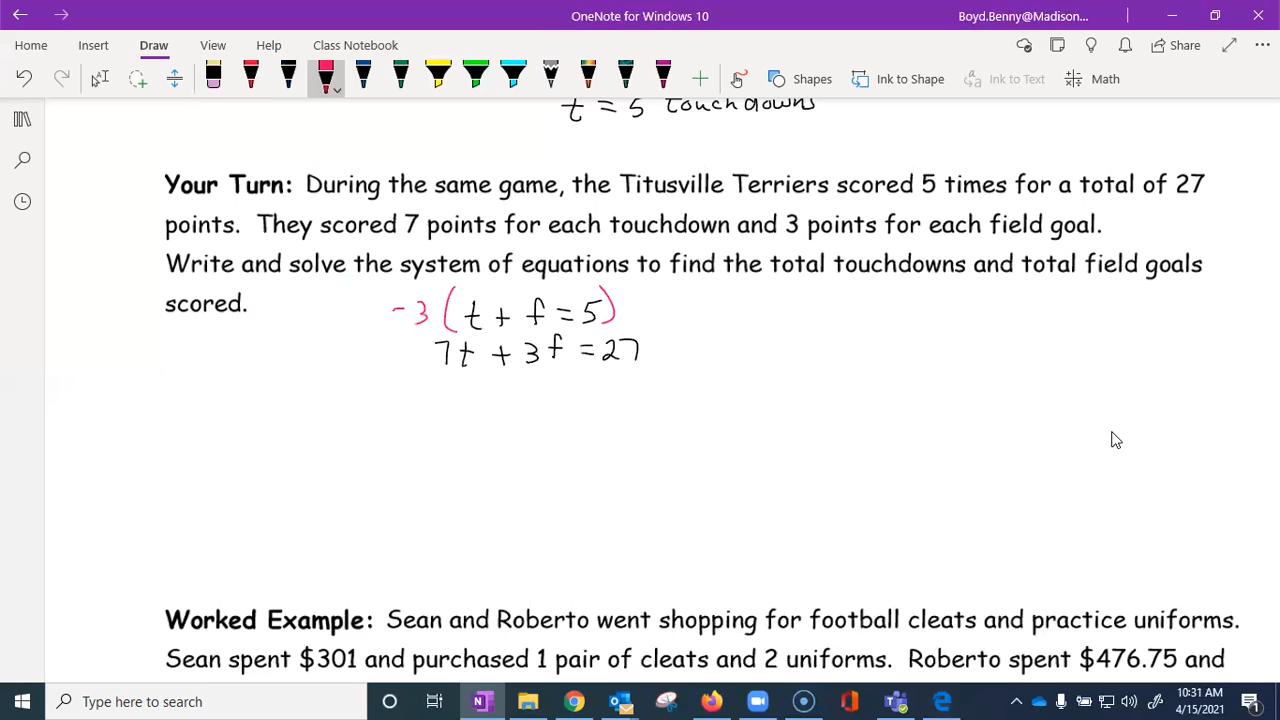 OneNote for Windows 10
Boyd.Benny@Madison...
Home Insert Draw View Help Class Notebook Share
Shapes Ink to Shape Ink to Text Math
t = 5 touchdowns
Your Turn: During the same game, the Titusville Terriers scored 5 times for a total of 27
points. They scored 7 points for each touchdown and 3 points for each field goal.
Write and solve the system of equations to find the total touchdowns and total field goals
scored.
-3 ( t + f = 5 )
7t + 3f = 27
Worked Example: Sean and Roberto went shopping for football cleats and practice uniforms.
Sean spent $301 and purchased 1 pair of cleats and 2 uniforms. Roberto spent $476.75 and
Type here to search
10:31 AM
4/15/2021